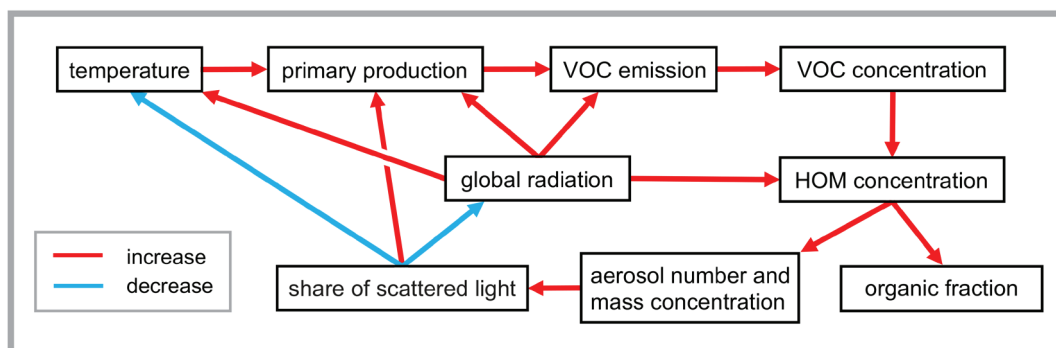 temperature
primary production
VOC emission
VOC concentration
global radiation
HOM concentration
increase
decrease
share of scattered light
aerosol number and
mass concentration
organic fraction